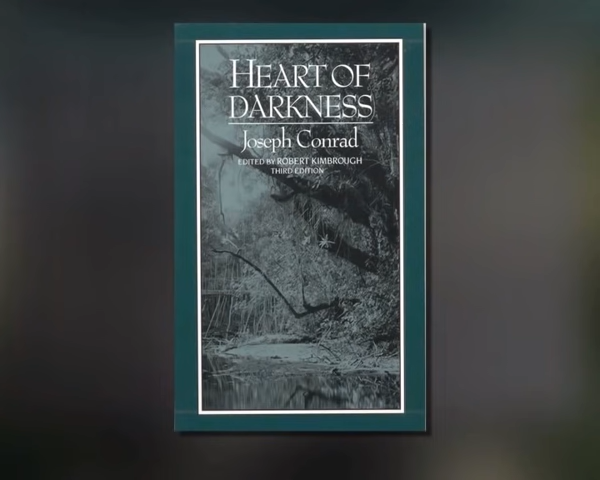 HEART OF
DARKNESS
Joseph Conrad
EDITED BY ROBERT KIMBROUGH
THIRD EDITION